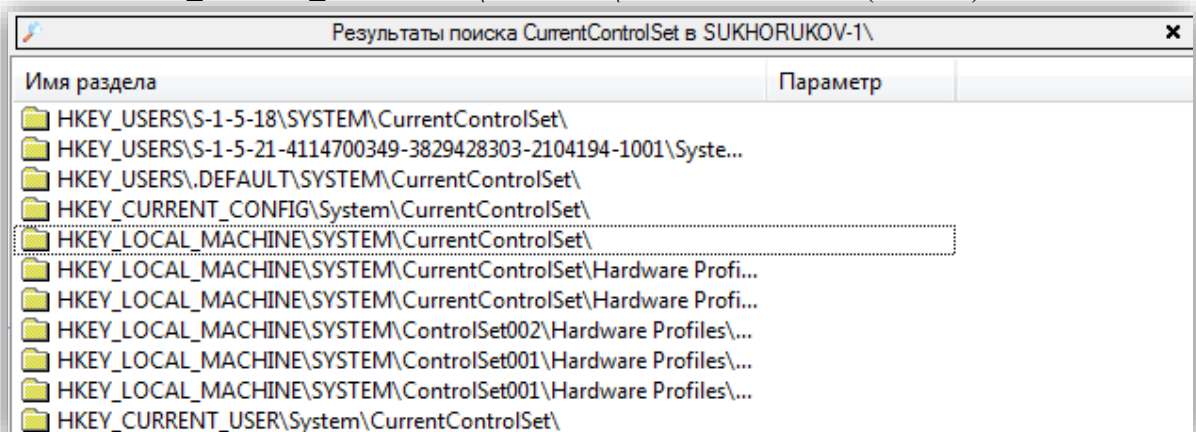 Результаты поиска CurrentControlSet в SUKHORUKOV-1\
Имя раздела Параметр
HKEY_USERS\S-1-5-18\SYSTEM\CurrentControlSet\
HKEY_USERS\S-1-5-21-4114700349-3829428303-2104194-1001\Syste...
HKEY_USERS\.DEFAULT\SYSTEM\CurrentControlSet\
HKEY_CURRENT_CONFIG\System\CurrentControlSet\
HKEY_LOCAL_MACHINE\SYSTEM\CurrentControlSet\
HKEY_LOCAL_MACHINE\SYSTEM\CurrentControlSet\Hardware Profi...
HKEY_LOCAL_MACHINE\SYSTEM\CurrentControlSet\Hardware Profi...
HKEY_LOCAL_MACHINE\SYSTEM\ControlSet002\Hardware Profiles\...
HKEY_LOCAL_MACHINE\SYSTEM\ControlSet001\Hardware Profiles\...
HKEY_LOCAL_MACHINE\SYSTEM\ControlSet001\Hardware Profiles\...
HKEY_CURRENT_USER\System\CurrentControlSet\